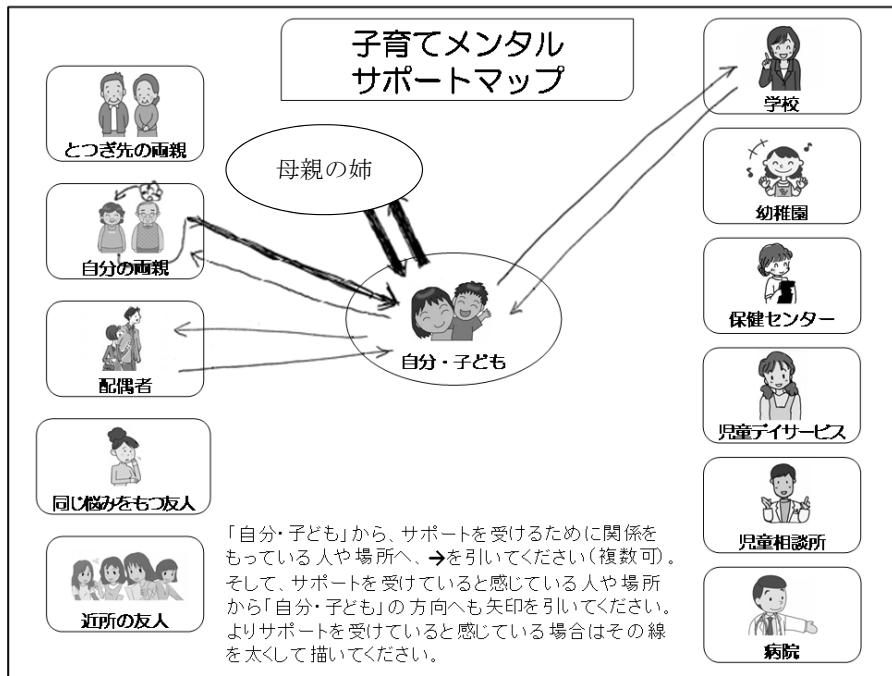 子育てメンタル
サポートマップ
とつぎ先の両親
自分の両親
配偶者
同じ悩みをもつ友人
近所の友人
母親の姉
自分・子ども
学校
幼稚園
保健センター
児童デイサービス
児童相談所
病院
「自分・子ども」から、サポートを受けるために関係を
もっている人や場所へ、→を引いてください（複数可）。
そして、サポートを受けていると感じている人や場所
から「自分・子ども」の方向へも矢印を引いてください。
よりサポートを受けていると感じている場合はその線
を太くして描いてください。